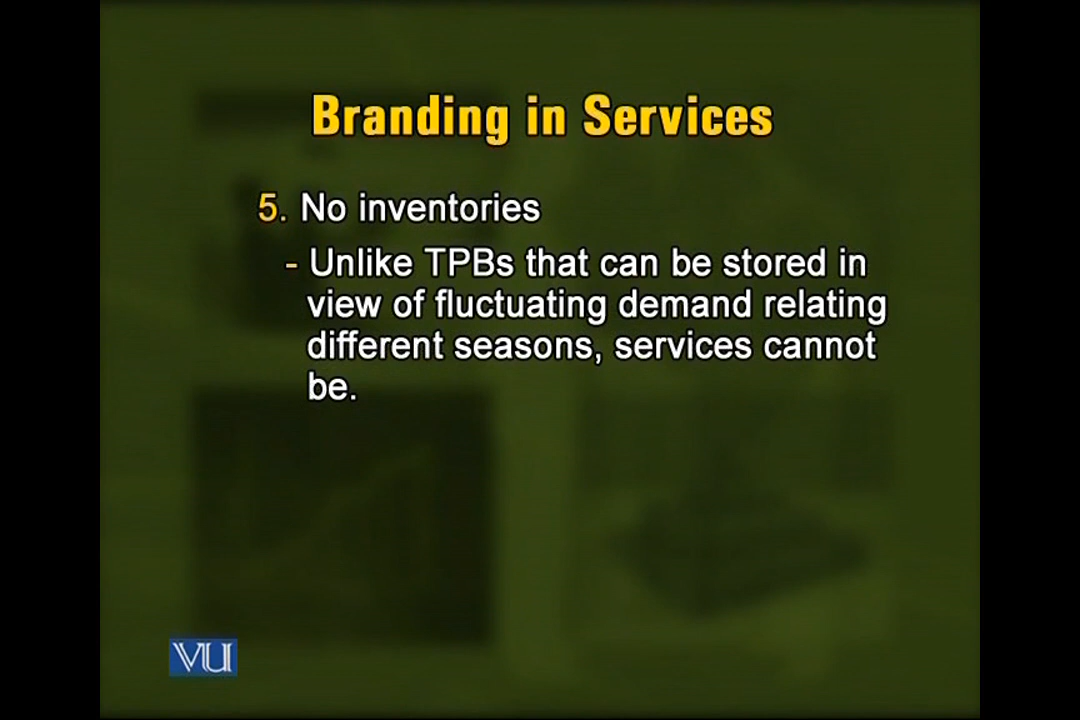 Branding in Services
5. No inventories
- Unlike TPBs that can be stored in
view of fluctuating demand relating
different seasons, services cannot
be.
VU